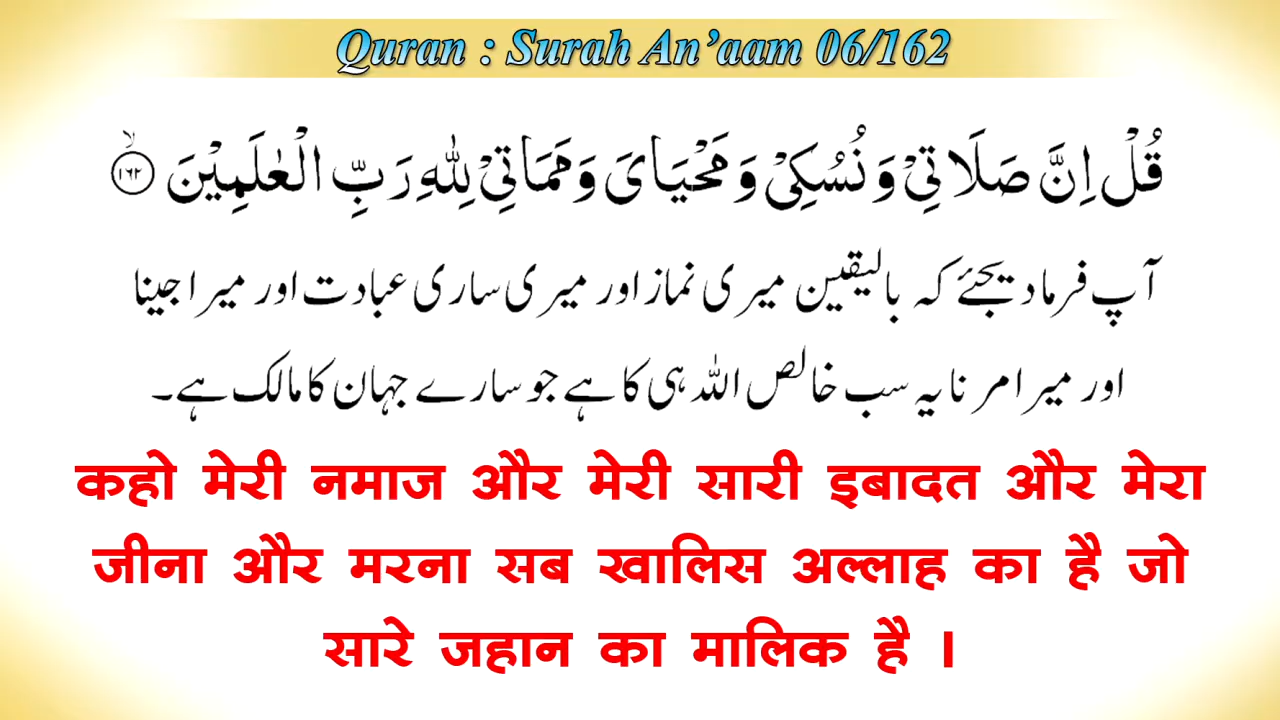 Quran : Surah An’aam 06/162
قُلْ اِنَّ صَلَاتِیْ وَنُسُكِیْ وَمَحْیَایَ وَمَمَاتِیْ لِلّٰهِ رَبِّ الْعٰلَمِیْنَ ۙ۝۱۶۲
آپ فرما دیجئے کہ بالیقین میری نماز اور میری ساری عبادت اور میرا جینا
اور میرا مرنا یہ سب خالص اللہ ہی کا ہے جو سارے جہان کا مالک ہے۔
कहो मेरी नमाज और मेरी सारी इबादत और मेरा
जीना और मरना सब खालिस अल्लाह का है जो
सारे जहान का मालिक है ।